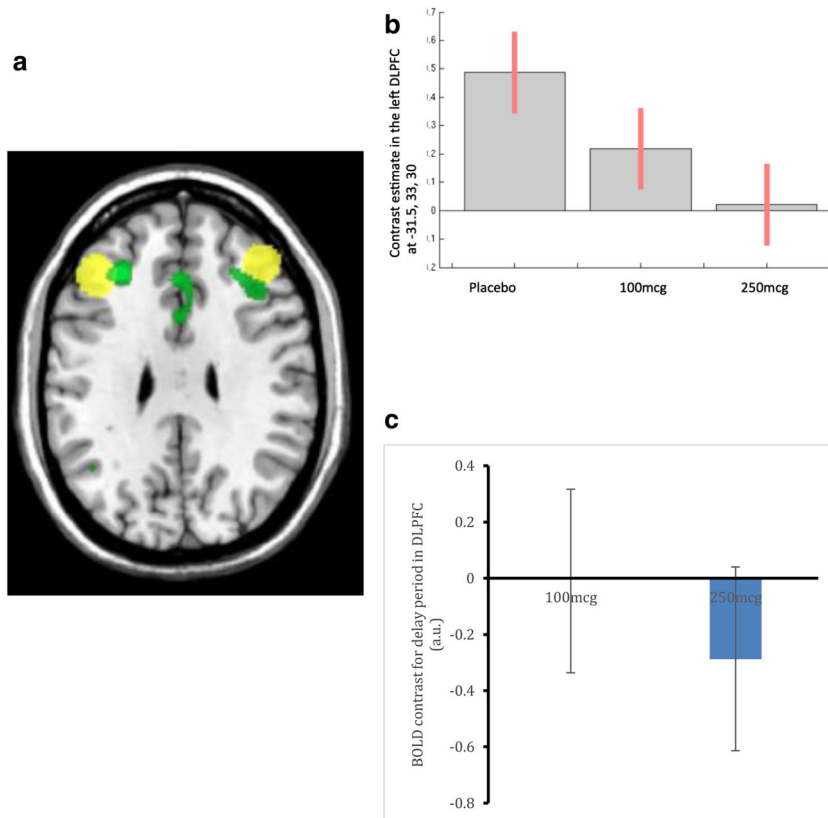 a
b
Contrast estimate in the left DLPFC
at -31.5, 33, 30
).7
).6
0.5
0.4
).3
).2
).1
0
).1
).2
Placebo
100mcg
250mcg
c
BOLD contrast for delay period in DLPFC
(a.u.)
0.4
0.2
0
-0.2
-0.4
-0.6
-0.8
100mcg
250mcg